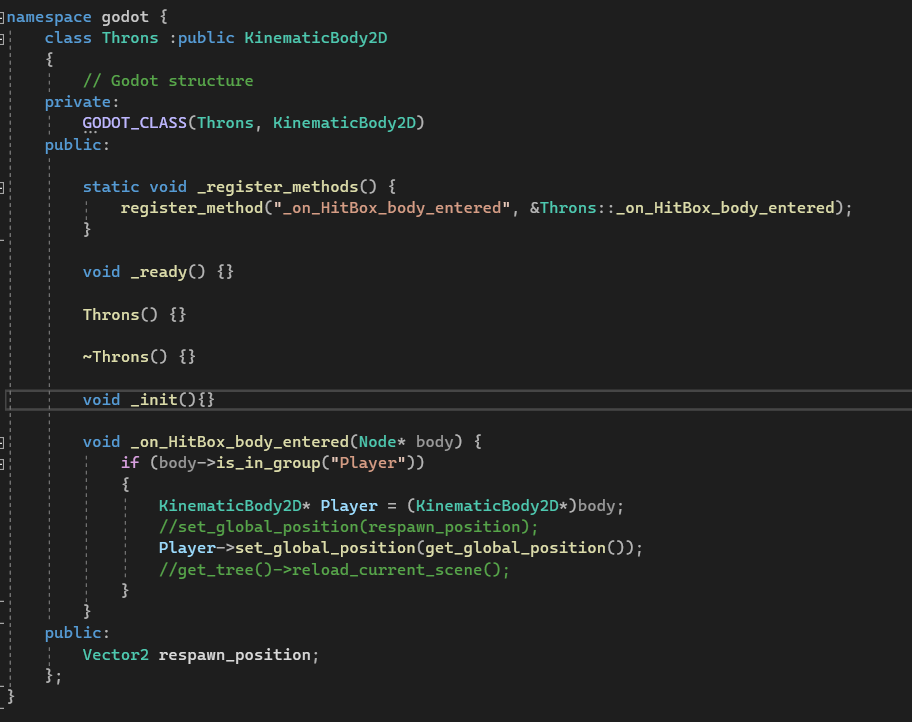 namespace godot {
class Throns :public KinematicBody2D
{
// Godot structure
private:
GODOT_CLASS(Throns, KinematicBody2D)
public:
static void _register_methods() {
register_method("_on_HitBox_body_entered", &Throns::_on_HitBox_body_entered);
}
void _ready() {}
Throns() {}
~Throns() {}
void _init(){}
void _on_HitBox_body_entered(Node* body) {
if (body->is_in_group("Player"))
{
KinematicBody2D* Player = (KinematicBody2D*)body;
//set_global_position(respawn_position);
Player->set_global_position(get_global_position());
//get_tree()->reload_current_scene();
}
}
public:
Vector2 respawn_position;
};
}